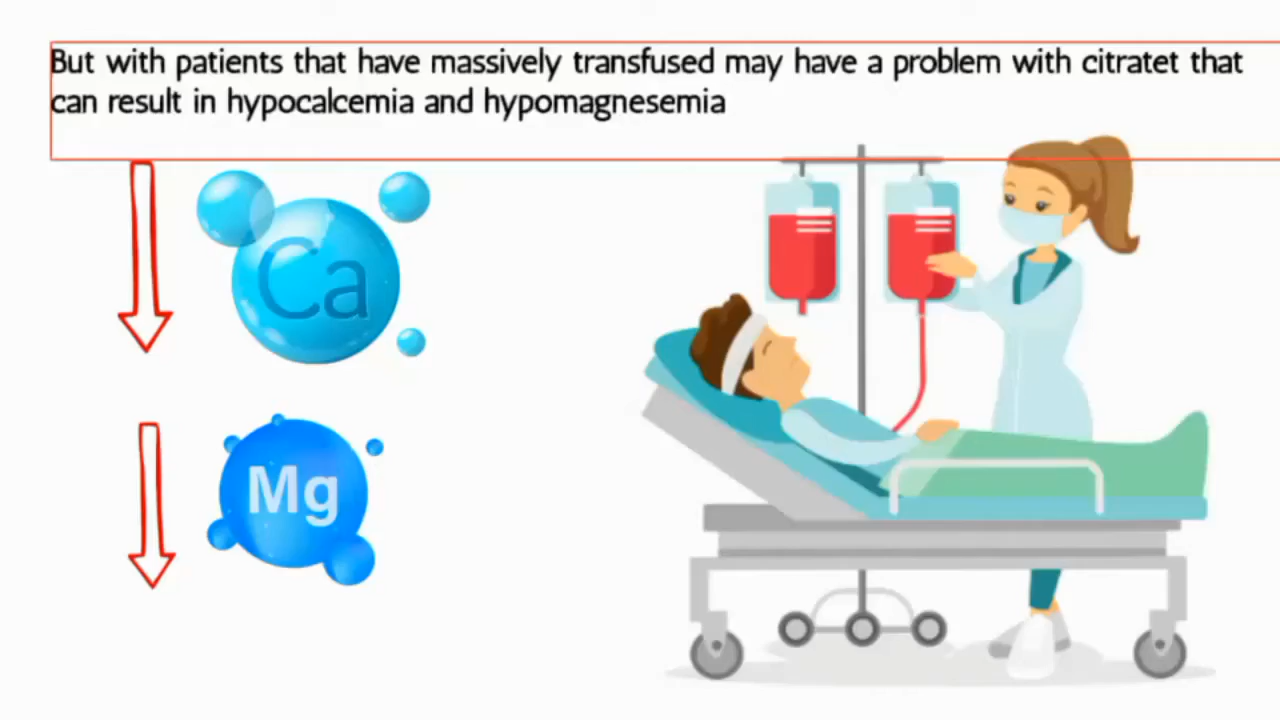 But with patients that have massively transfused may have a problem with citratet that
can result in hypocalcemia and hypomagnesemia
Ca
Mg